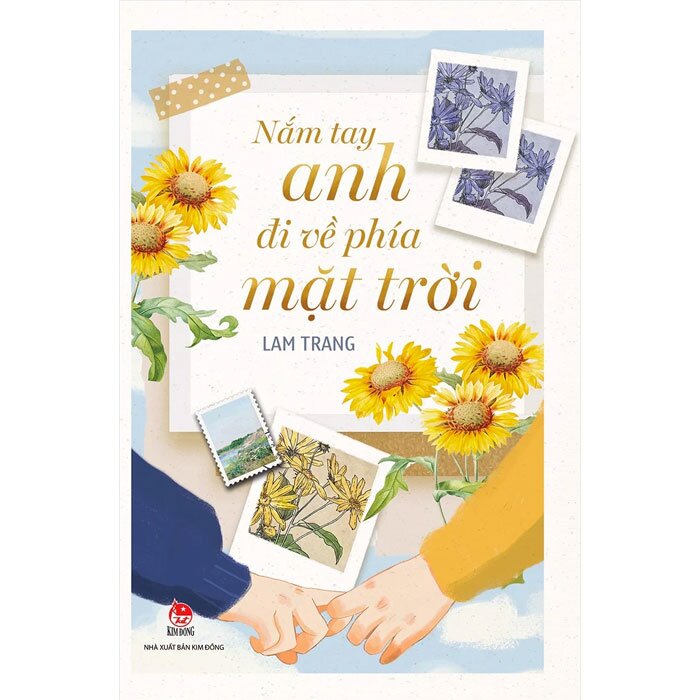 Nắm tay
anh
đi về phía
mặt trời
LAM TRANG
KIM ĐỒNG
NHÀ XUẤT BẢN KIM ĐỒNG